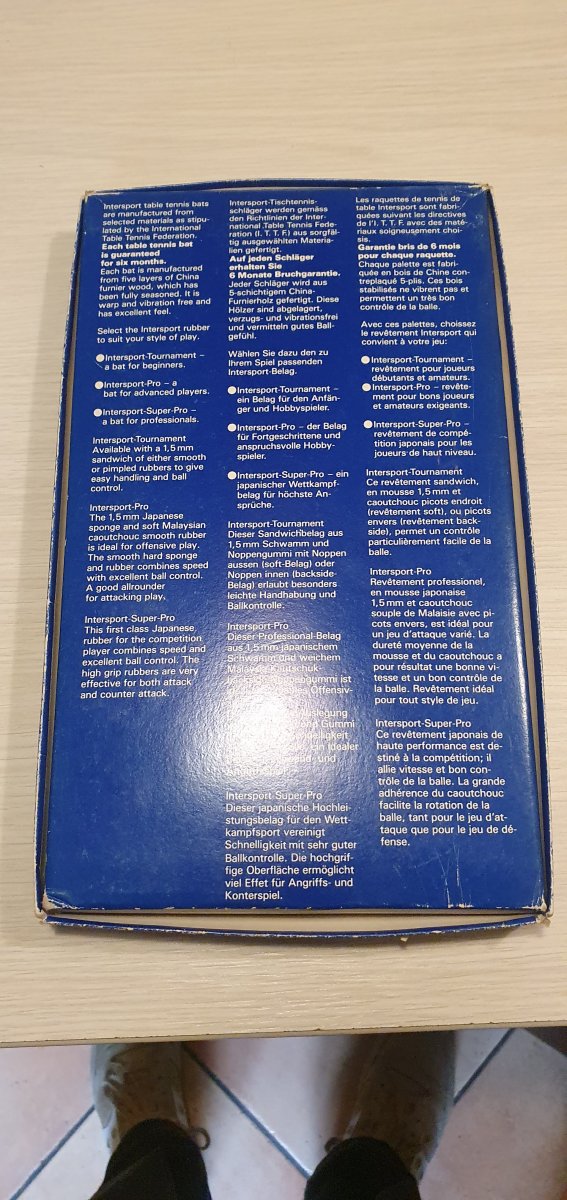 Intersport table tennis bats
are manufactured from
selected materials as stipu-
lated by the International
Table Tennis Federation.
Each table tennis bat
is guaranteed
for six months.
Each bat is manufactured
from five layers of China
furnier wood, which has
been fully seasoned. It is
warp and vibration free and
has excellent feel.
Select the Intersport rubber
to suit your style of play.
Intersport-Tournament –
a bat for beginners.
Intersport-Pro – a
bat for advanced players.
Intersport-Super-Pro –
a bat for professionals.
Intersport-Tournament
Available with a 1,5 mm
sandwich of either smooth
or pimpled rubbers to give
easy handling and ball
control.
Intersport-Pro
The 1,5 mm Japanese
sponge and soft Malaysian
caoutchouc smooth rubber
is ideal for offensive play.
The smooth hard sponge
and rubber combines speed
with excellent ball control.
A good allrounder
for attacking play.
Intersport-Super-Pro
This first class Japanese
rubber for the competition
player combines speed and
excellent ball control. The
high grip rubbers are very
effective for both attack
and counter attack.
Intersport-Tischtennis-
schläger werden gemäss
den Richtlinien der Inter-
national Table Tennis Fede-
ration (I. T. T. F.) aus sorgfäl-
tig ausgewählten Materia-
lien gefertigt.
Auf jeden Schläger
erhalten Sie
6 Monate Bruchgarantie.
Jeder Schläger wird aus
5-schichtigem China-
Furnierholz gefertigt. Diese
Hölzer sind abgelagert,
verzugs- und vibrationsfrei
und vermitteln gutes Ball-
gefühl.
Wählen Sie dazu den zu
Ihrem Spiel passenden
Intersport-Belag.
Intersport-Tournament –
ein Belag für den Anfän-
ger und Hobbyspieler.
Intersport-Pro – der Belag
für Fortgeschrittene und
anspruchsvolle Hobby-
spieler.
Intersport-Super-Pro – ein
japanischer Wettkampf-
belag für höchste An-
sprüche.
Intersport-Tournament
Dieser Sandwichbelag aus
1,5 mm Schwamm und
Noppengummi mit Noppen
aussen (soft-Belag) oder
Noppen innen (backside-
Belag) erlaubt besonders
leichte Handhabung und
Ballkontrolle.
Intersport-Pro
Dieser Professional-Belag
aus 1,5 mm japanischem
Schwamm und weichem
Noppengummi ist
Offensiv-
Auslegung
Gummi
Schnelligkeit
Ein idealer
und
Intersport-Super-Pro
Dieser japanische Hochlei-
stungsbelag für den Wett-
kampfsport vereinigt
Schnelligkeit mit sehr guter
Ballkontrolle. Die hochgrif-
fige Oberfläche ermöglicht
viel Effet für Angriffs- und
Konterspiel.
Les raquettes de tennis de
table Intersport sont fabri-
quées suivant les directives
de l'I. T. T. F. avec des maté-
riaux soigneusement choi-
sis.
Garantie bris de 6 mois
pour chaque raquette.
Chaque palette est fabri-
quée en bois de Chine con-
treplaqué 5-plis. Ces bois
stabilisés ne vibrent pas et
permettent un très bon
contrôle de la balle.
Avec ces palettes, choissez
le revêtement Intersport qui
convient à votre jeu:
Intersport-Tournament –
revêtement pour joueurs
débutants et amateurs.
Intersport-Pro – revête-
ment pour bons joueurs
et amateurs exigeants.
Intersport-Super-Pro –
revêtement de compé-
tition japonais pour les
joueurs de haut niveau.
Intersport-Tournament
Ce revêtement sandwich,
en mousse 1,5 mm et
caoutchouc picots endroit
(revêtement soft), ou picots
envers (revêtement back-
side), permet un contrôle
particulièrement facile de la
balle.
Intersport-Pro
Revêtement professionel,
en mousse japonaise
1,5 mm et caoutchouc
souple de Malaisie avec pi-
cots envers, est idéal pour
un jeu d'attaque varié. La
dureté moyenne de la
mousse et du caoutchouc a
pour résultat une bonne vi-
tesse et un bon contrôle de
la balle. Revêtement idéal
pour tout style de jeu.
Intersport-Super-Pro
Ce revêtement japonais de
haute performance est de-
stiné à la compétition; il
allie vitesse et bon con-
trôle de la balle. La grande
adhérence du caoutchouc
facilite la rotation de la
balle, tant pour le jeu d'at-
taque que pour le jeu de dé-
fense.